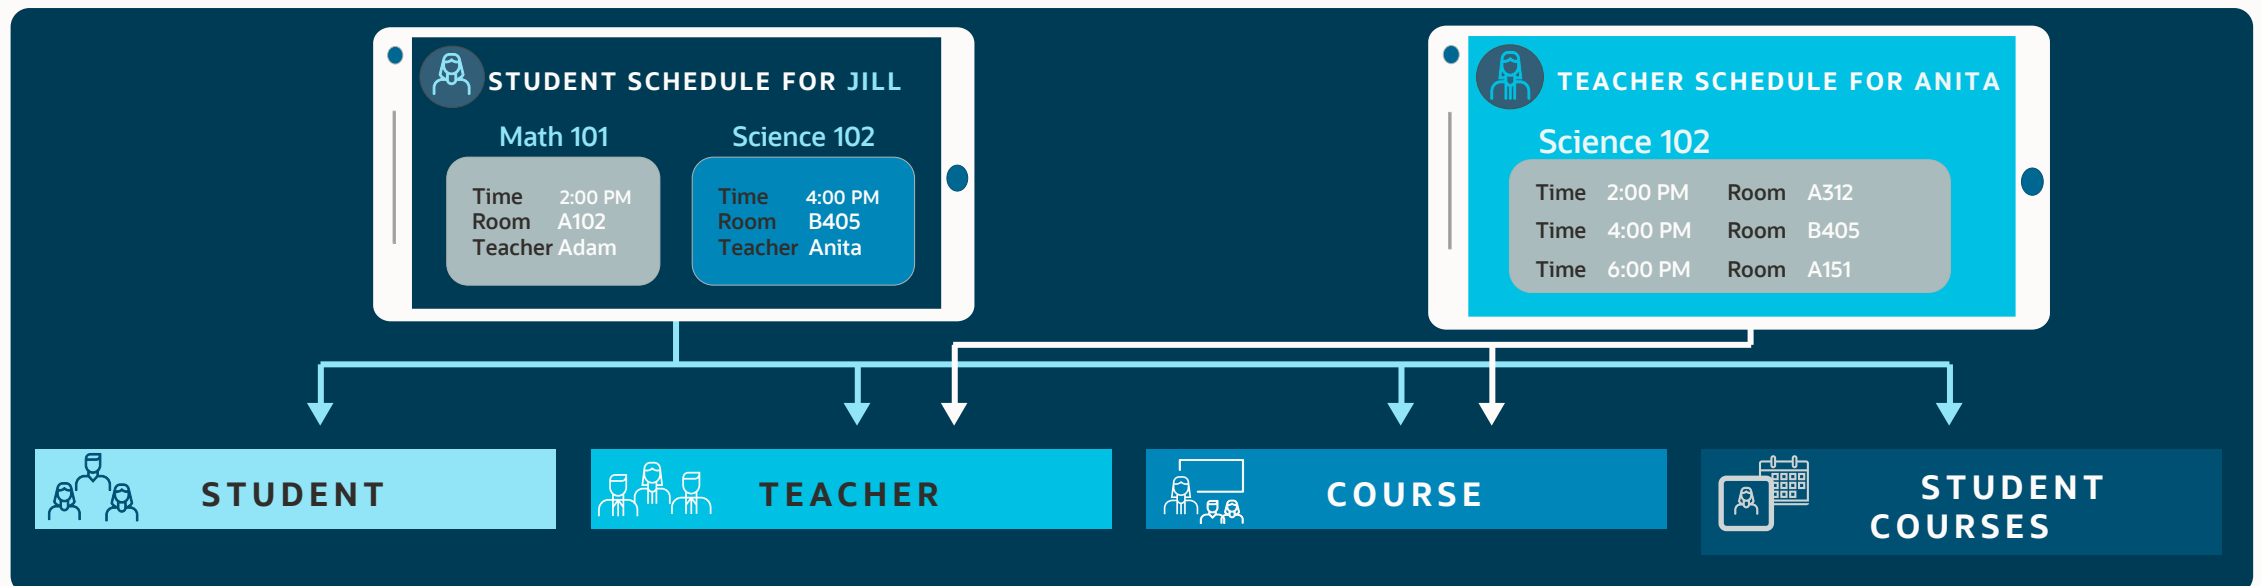 STUDENT SCHEDULE FOR JILL
Math 101
Time 2:00 PM
Room A102
Teacher Adam
Science 102
Time 4:00 PM
Room B405
Teacher Anita
TEACHER SCHEDULE FOR ANITA
Science 102
Time 2:00 PM Room A312
Time 4:00 PM Room B405
Time 6:00 PM Room A151
STUDENT
TEACHER
COURSE
STUDENT
COURSES